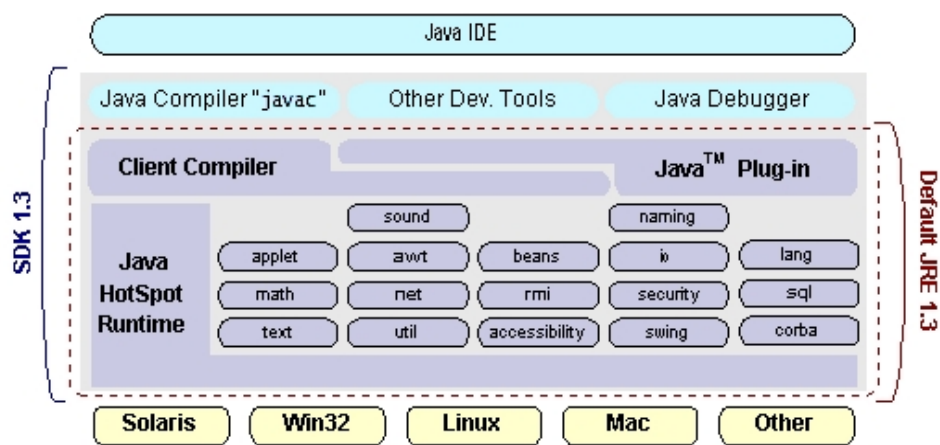 Java IDE
Java Compiler "javac" Other Dev. Tools Java Debugger
Client Compiler Java™ Plug-in
SDK 1.3
Default JRE 1.3
Java
HotSpot
Runtime
sound naming
applet awt beans io lang
math net rmi security sql
text util accessibility swing corba
Solaris Win32 Linux Mac Other